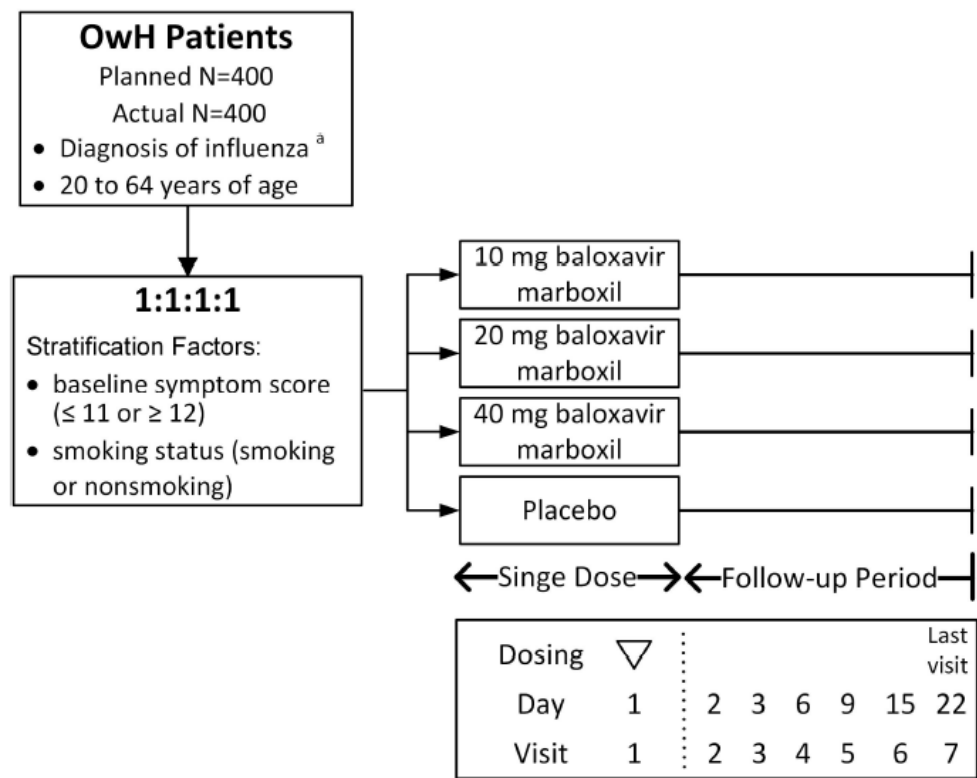 OwH Patients
Planned N=400
Actual N=400
• Diagnosis of influenza a
• 20 to 64 years of age
1:1:1:1
Stratification Factors:
• baseline symptom score
(≤ 11 or ≥ 12)
• smoking status (smoking
or nonsmoking)
10 mg baloxavir
marboxil
20 mg baloxavir
marboxil
40 mg baloxavir
marboxil
Placebo
Singe Dose
Follow-up Period
Last
visit
Dosing
Day 1 2 3 6 9 15 22
Visit 1 2 3 4 5 6 7